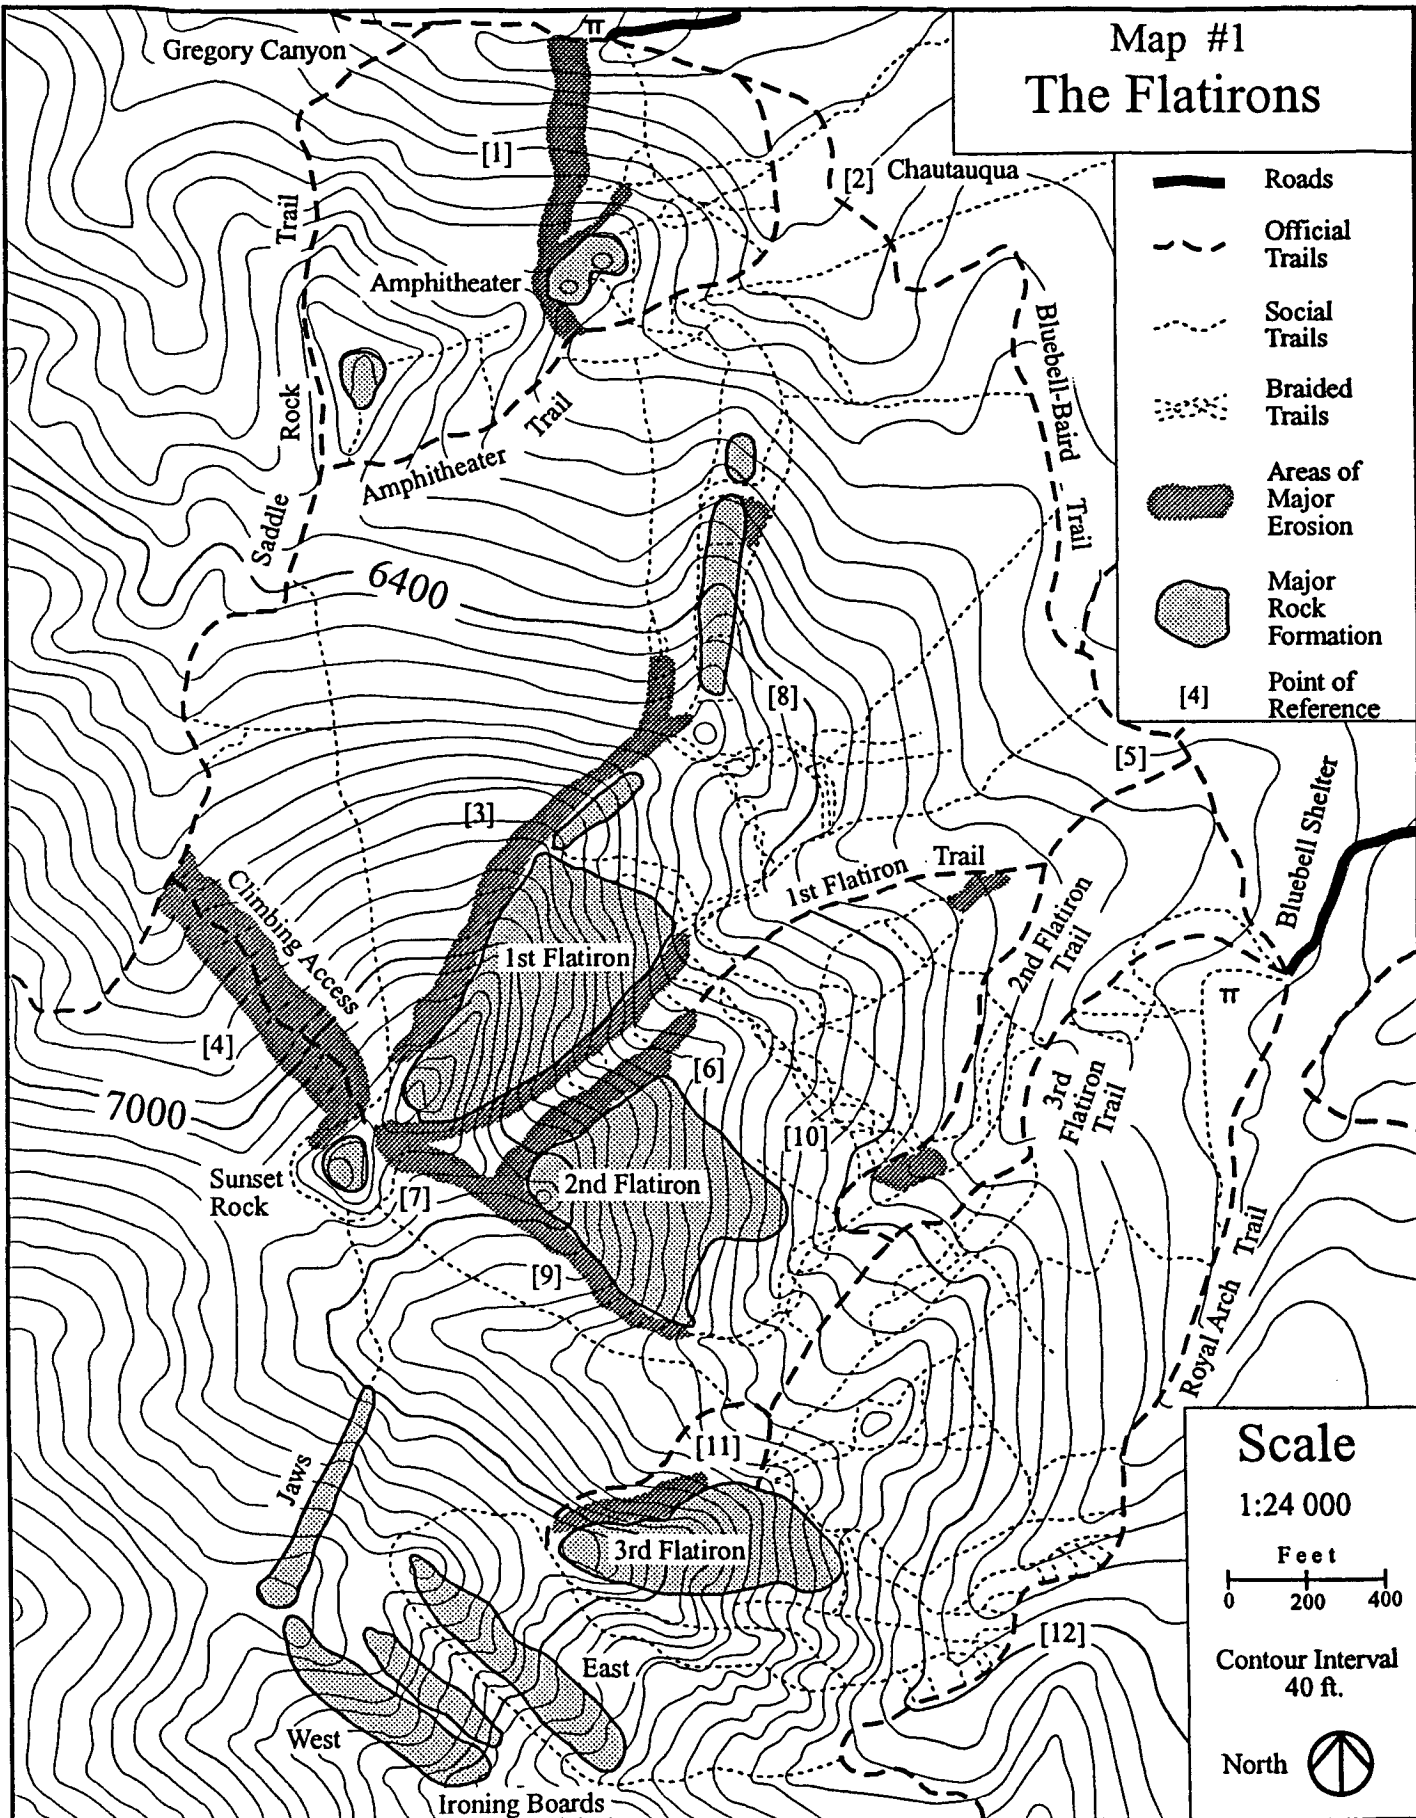 Map #1
The Flatirons
Gregory Canyon
[1]
[2] Chautauqua
Trail
Amphitheater
Rock
Saddle
Amphitheater
Trail
Bluebell-Baird
Trail
6400
[8]
[5]
[3]
Climbing Access
1st Flatiron Trail
Bluebell Shelter
2nd Flatiron
Trail
1st Flatiron
π
π
[4]
7000
[6]
3rd
Flatiron
Trail
[10]
Sunset
Rock
[7]
2nd Flatiron
[9]
Royal Arch
Trail
Jaws
[11]
3rd Flatiron
[12]
East
West
Ironing Boards
Roads
Official
Trails
Social
Trails
Braided
Trails
Areas of
Major
Erosion
Major
Rock
Formation
[4]
Point of
Reference
Scale
1:24 000
Feet
0 200 400
Contour Interval
40 ft.
North